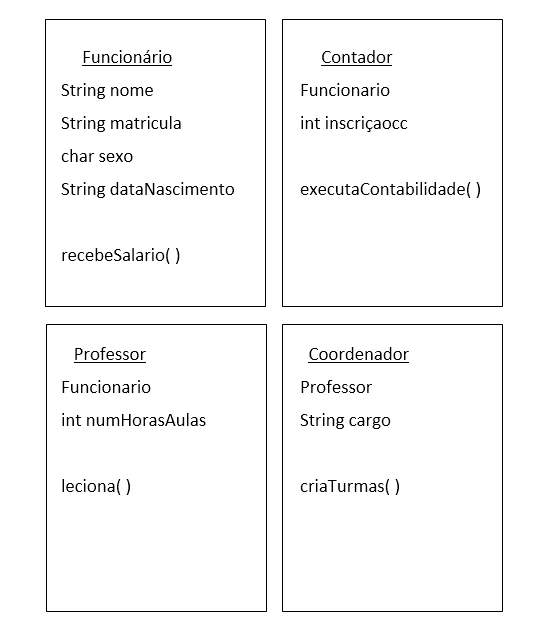 Funcionário
String nome
String matricula
char sexo
String dataNascimento
recebeSalario( )
Contador
Funcionario
int inscriçaocc
executaContabilidade( )
Professor
Funcionario
int numHorasAulas
leciona( )
Coordenador
Professor
String cargo
criaTurmas( )